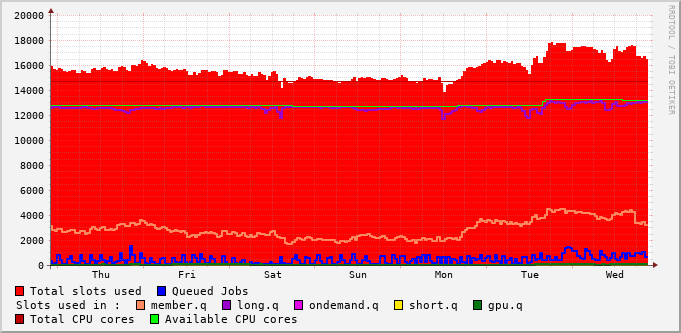 20000
18000
16000
14000
12000
10000
8000
6000
4000
2000
0
Thu Fri Sat Sun Mon Tue Wed
RRDTOOL / TOBI OETIKER
Total slots used Queued Jobs
Slots used in : member.q long.q ondemand.q short.q gpu.q
Total CPU cores Available CPU cores